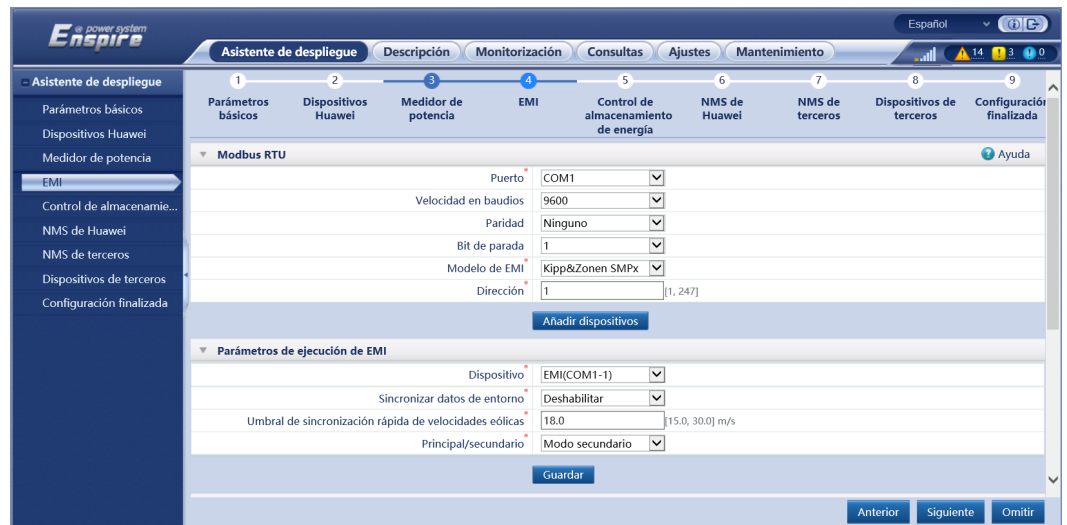 Enspire e power system
Español
Asistente de despliegue Descripción Monitorización Consultas Ajustes Mantenimiento
14 3 0
Asistente de despliegue
Parámetros básicos
Dispositivos Huawei
Medidor de potencia
EMI
Control de almacenamie...
NMS de Huawei
NMS de terceros
Dispositivos de terceros
Configuración finalizada
1 2 3 4 5 6 7 8 9
Parámetros básicos
Dispositivos Huawei
Medidor de potencia
EMI
Control de almacenamiento de energía
NMS de Huawei
NMS de terceros
Dispositivos de terceros
Configuración finalizada
Modbus RTU Ayuda
Puerto* COM1
Velocidad en baudios 9600
Paridad Ninguno
Bit de parada 1
Modelo de EMI* Kipp&Zonen SMPx
Dirección* 1 [1, 247]
Añadir dispositivos
Parámetros de ejecución de EMI
Dispositivo* EMI(COM1-1)
Sincronizar datos de entorno* Deshabilitar
Umbral de sincronización rápida de velocidades eólicas* 18.0 [15.0, 30.0] m/s
Principal/secundario* Modo secundario
Guardar
Anterior Siguiente Omitir